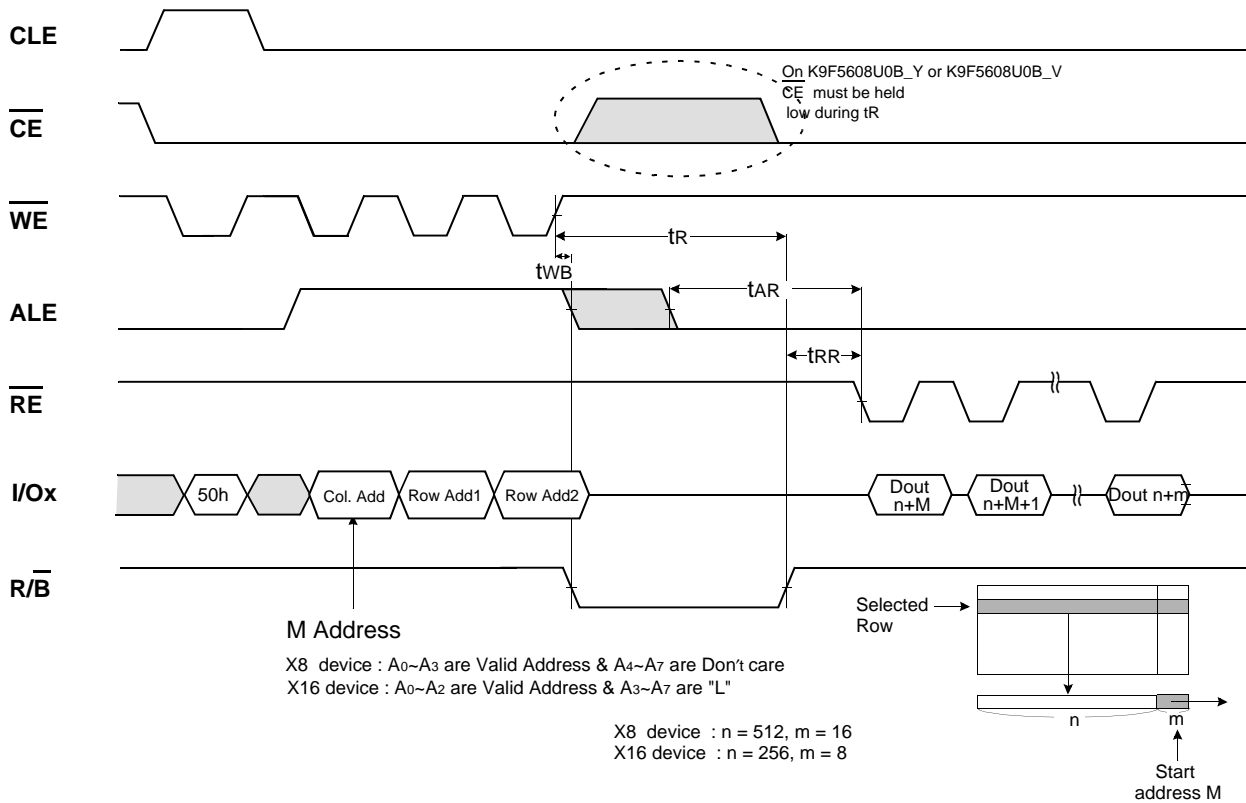 CLE
On K9F5608U0B_Y or K9F5608U0B_V
CE must be held
low during tR
CE
WE
tR
tWB
tAR
ALE
tRR
RE
I/Ox
50h
Col. Add
Row Add1
Row Add2
Dout
n+M
Dout
n+M+1
Dout n+m
R/B
M Address
X8 device : A0~A3 are Valid Address & A4~A7 are Don't care
X16 device : A0~A2 are Valid Address & A3~A7 are "L"
X8 device : n = 512, m = 16
X16 device : n = 256, m = 8
Selected
Row
n
m
Start
address M